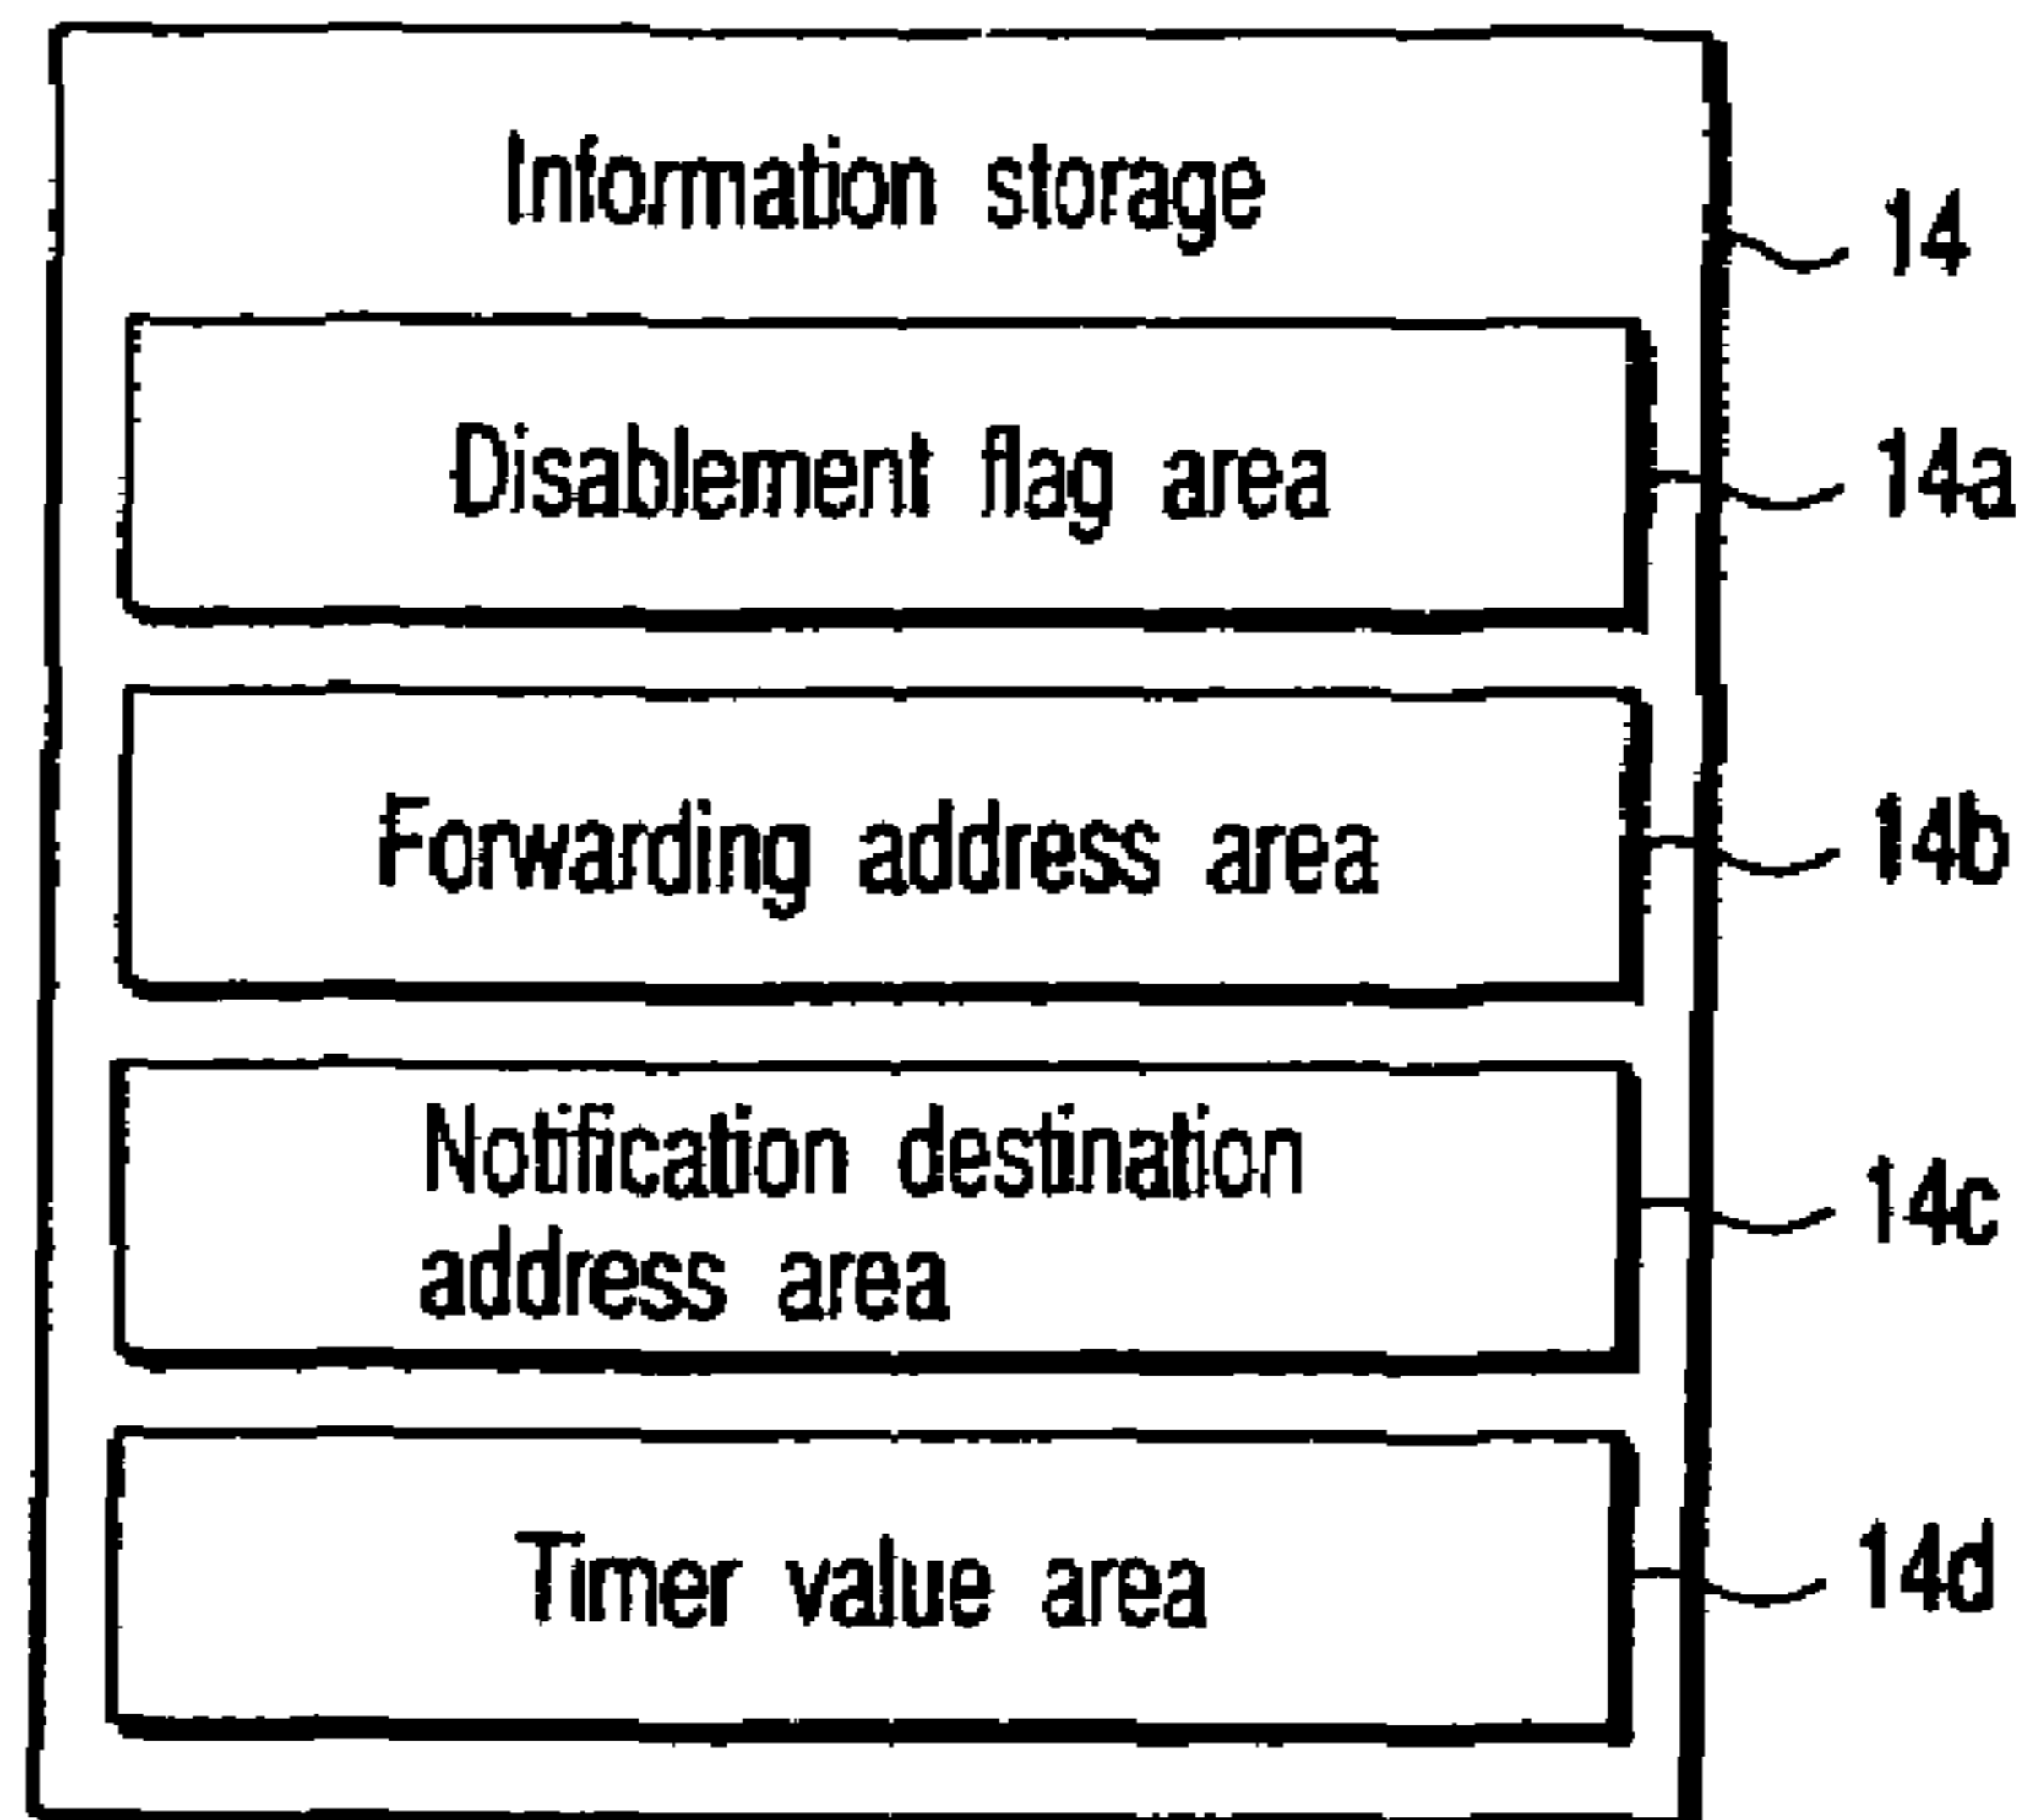 Information storage
14
Disablement flag area
14a
Forwarding address area
14b
Notification destination
address area
14c
Timer value area
14d